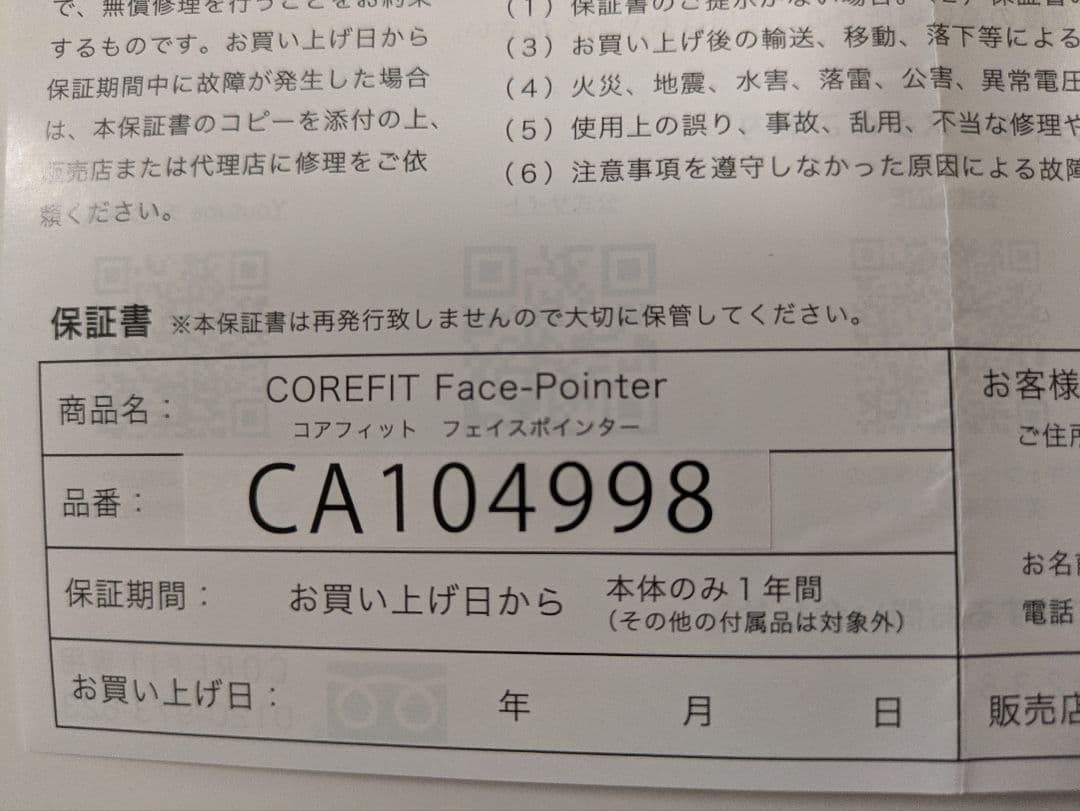 で、無償修理を行うことをお約束
するものです。お買い上げ日から
保証期間中に故障が発生した場合
は、本保証書のコピーを添付の上、
販売店または代理店に修理をご依
頼ください。
(1)保証書のご提示がない場合。
(3)お買い上げ後の輸送、移動、落下等による
(4)火災、地震、水害、落雷、公害、異常電圧
(5)使用上の誤り、事故、乱用、不当な修理や
(6)注意事項を遵守しなかった原因による故障
保証書 ※本保証書は再発行致しませんので大切に保管してください。
商品名: COREFIT Face-Pointer
コアフィット フェイスポインター
品番: CA104998
保証期間: お買い上げ日から 本体のみ1年間
(その他の付属品は対象外)
お買い上げ日: 年 月 日
お客様
ご住所
お名前
電話
販売店